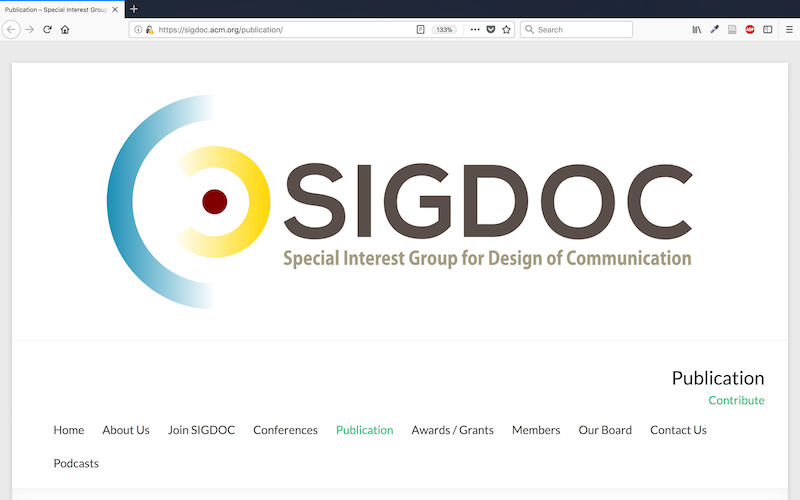 Publication – Special Interest Group
https://sigdoc.acm.org/publication/
133%
Search
ABP
SIGDOC
Special Interest Group for Design of Communication
Publication
Contribute
Home About Us Join SIGDOC Conferences Publication Awards / Grants Members Our Board Contact Us
Podcasts